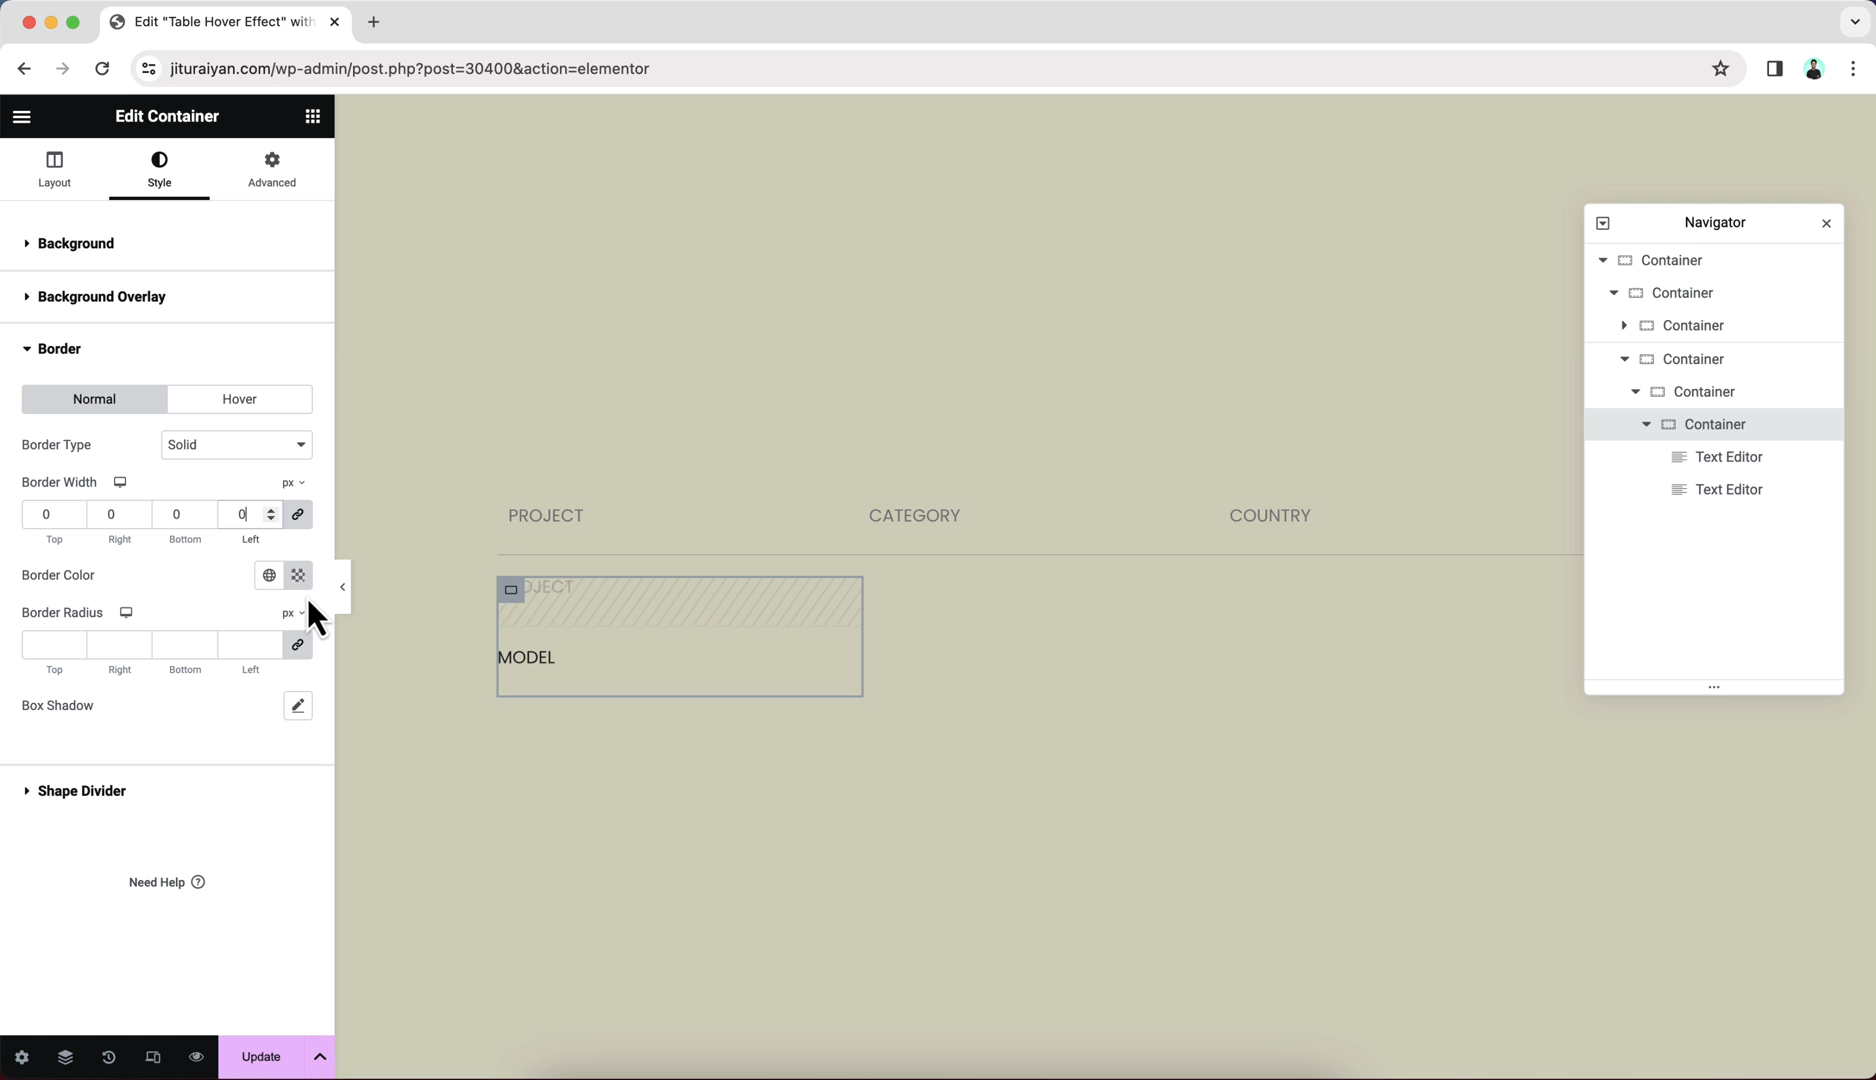 Edit "Table Hover Effect" with
jituraiyan.com/wp-admin/post.php?post=30400&action=elementor
Edit Container
Layout
Style
Advanced
Background
Background Overlay
Border
Normal
Hover
Border Type
Solid
Border Width
px
0
0
0
0
Top
Right
Bottom
Left
Border Color
Border Radius
px
Top
Right
Bottom
Left
Box Shadow
Shape Divider
Need Help
Update
PROJECT
CATEGORY
COUNTRY
OJECT
MODEL
Navigator
Container
Container
Container
Container
Container
Container
Text Editor
Text Editor